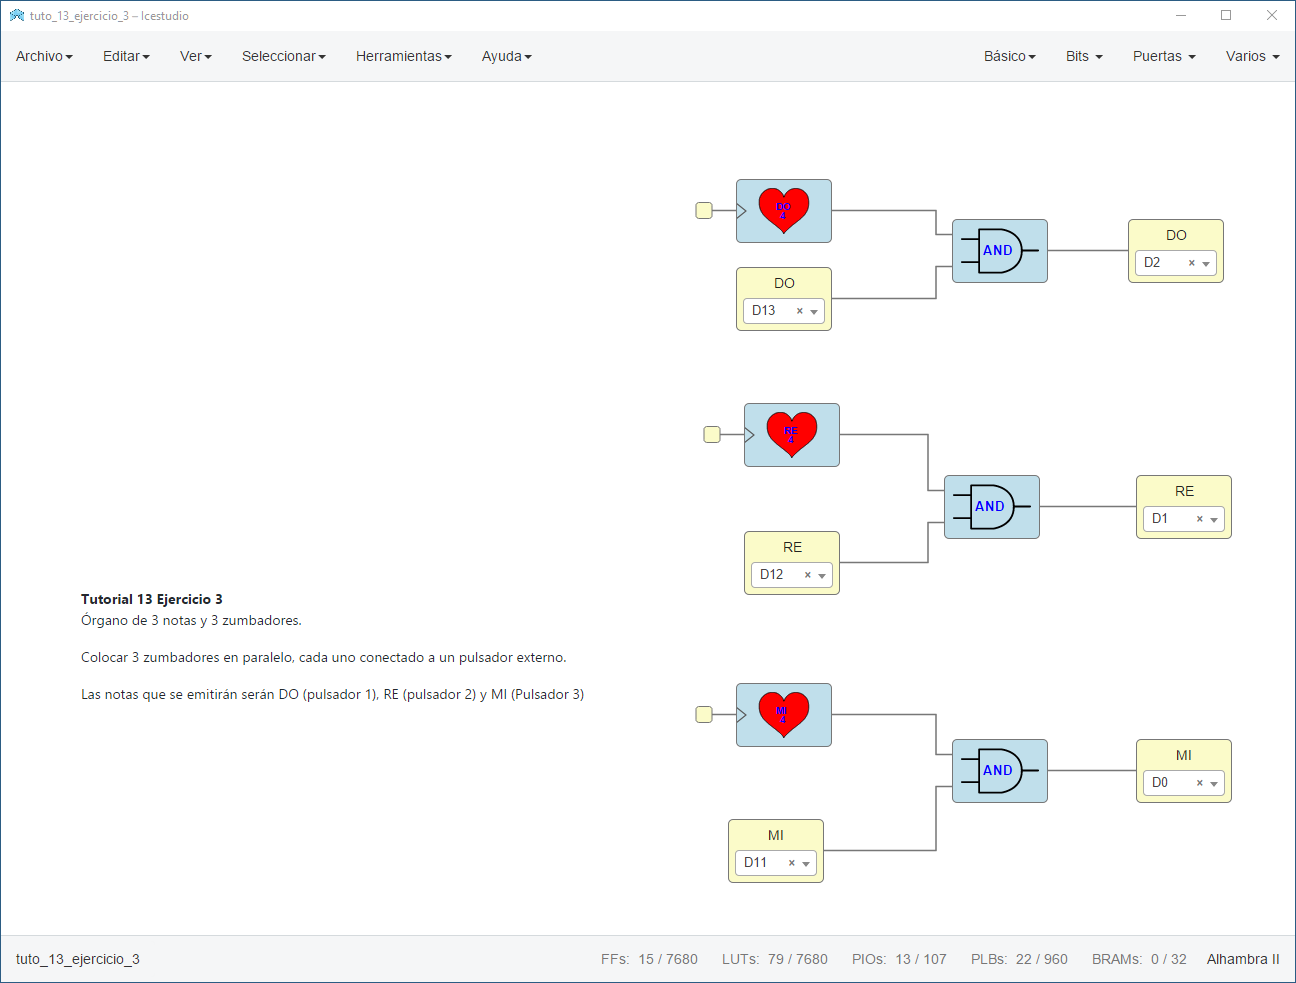 tuto_13_ejercicio_3 – Icestudio
Archivo Editar Ver Seleccionar Herramientas Ayuda Básico Bits Puertas Varios
DO
4
AND
DO
D2
DO
D13
RE
4
AND
RE
D1
RE
D12
Tutorial 13 Ejercicio 3
Órgano de 3 notas y 3 zumbadores.
Colocar 3 zumbadores en paralelo, cada uno conectado a un pulsador externo.
Las notas que se emitirán serán DO (pulsador 1), RE (pulsador 2) y MI (Pulsador 3)
MI
4
AND
MI
D0
MI
D11
tuto_13_ejercicio_3 FFs: 15 / 7680 LUTs: 79 / 7680 PIOs: 13 / 107 PLBs: 22 / 960 BRAMs: 0 / 32 Alhambra II